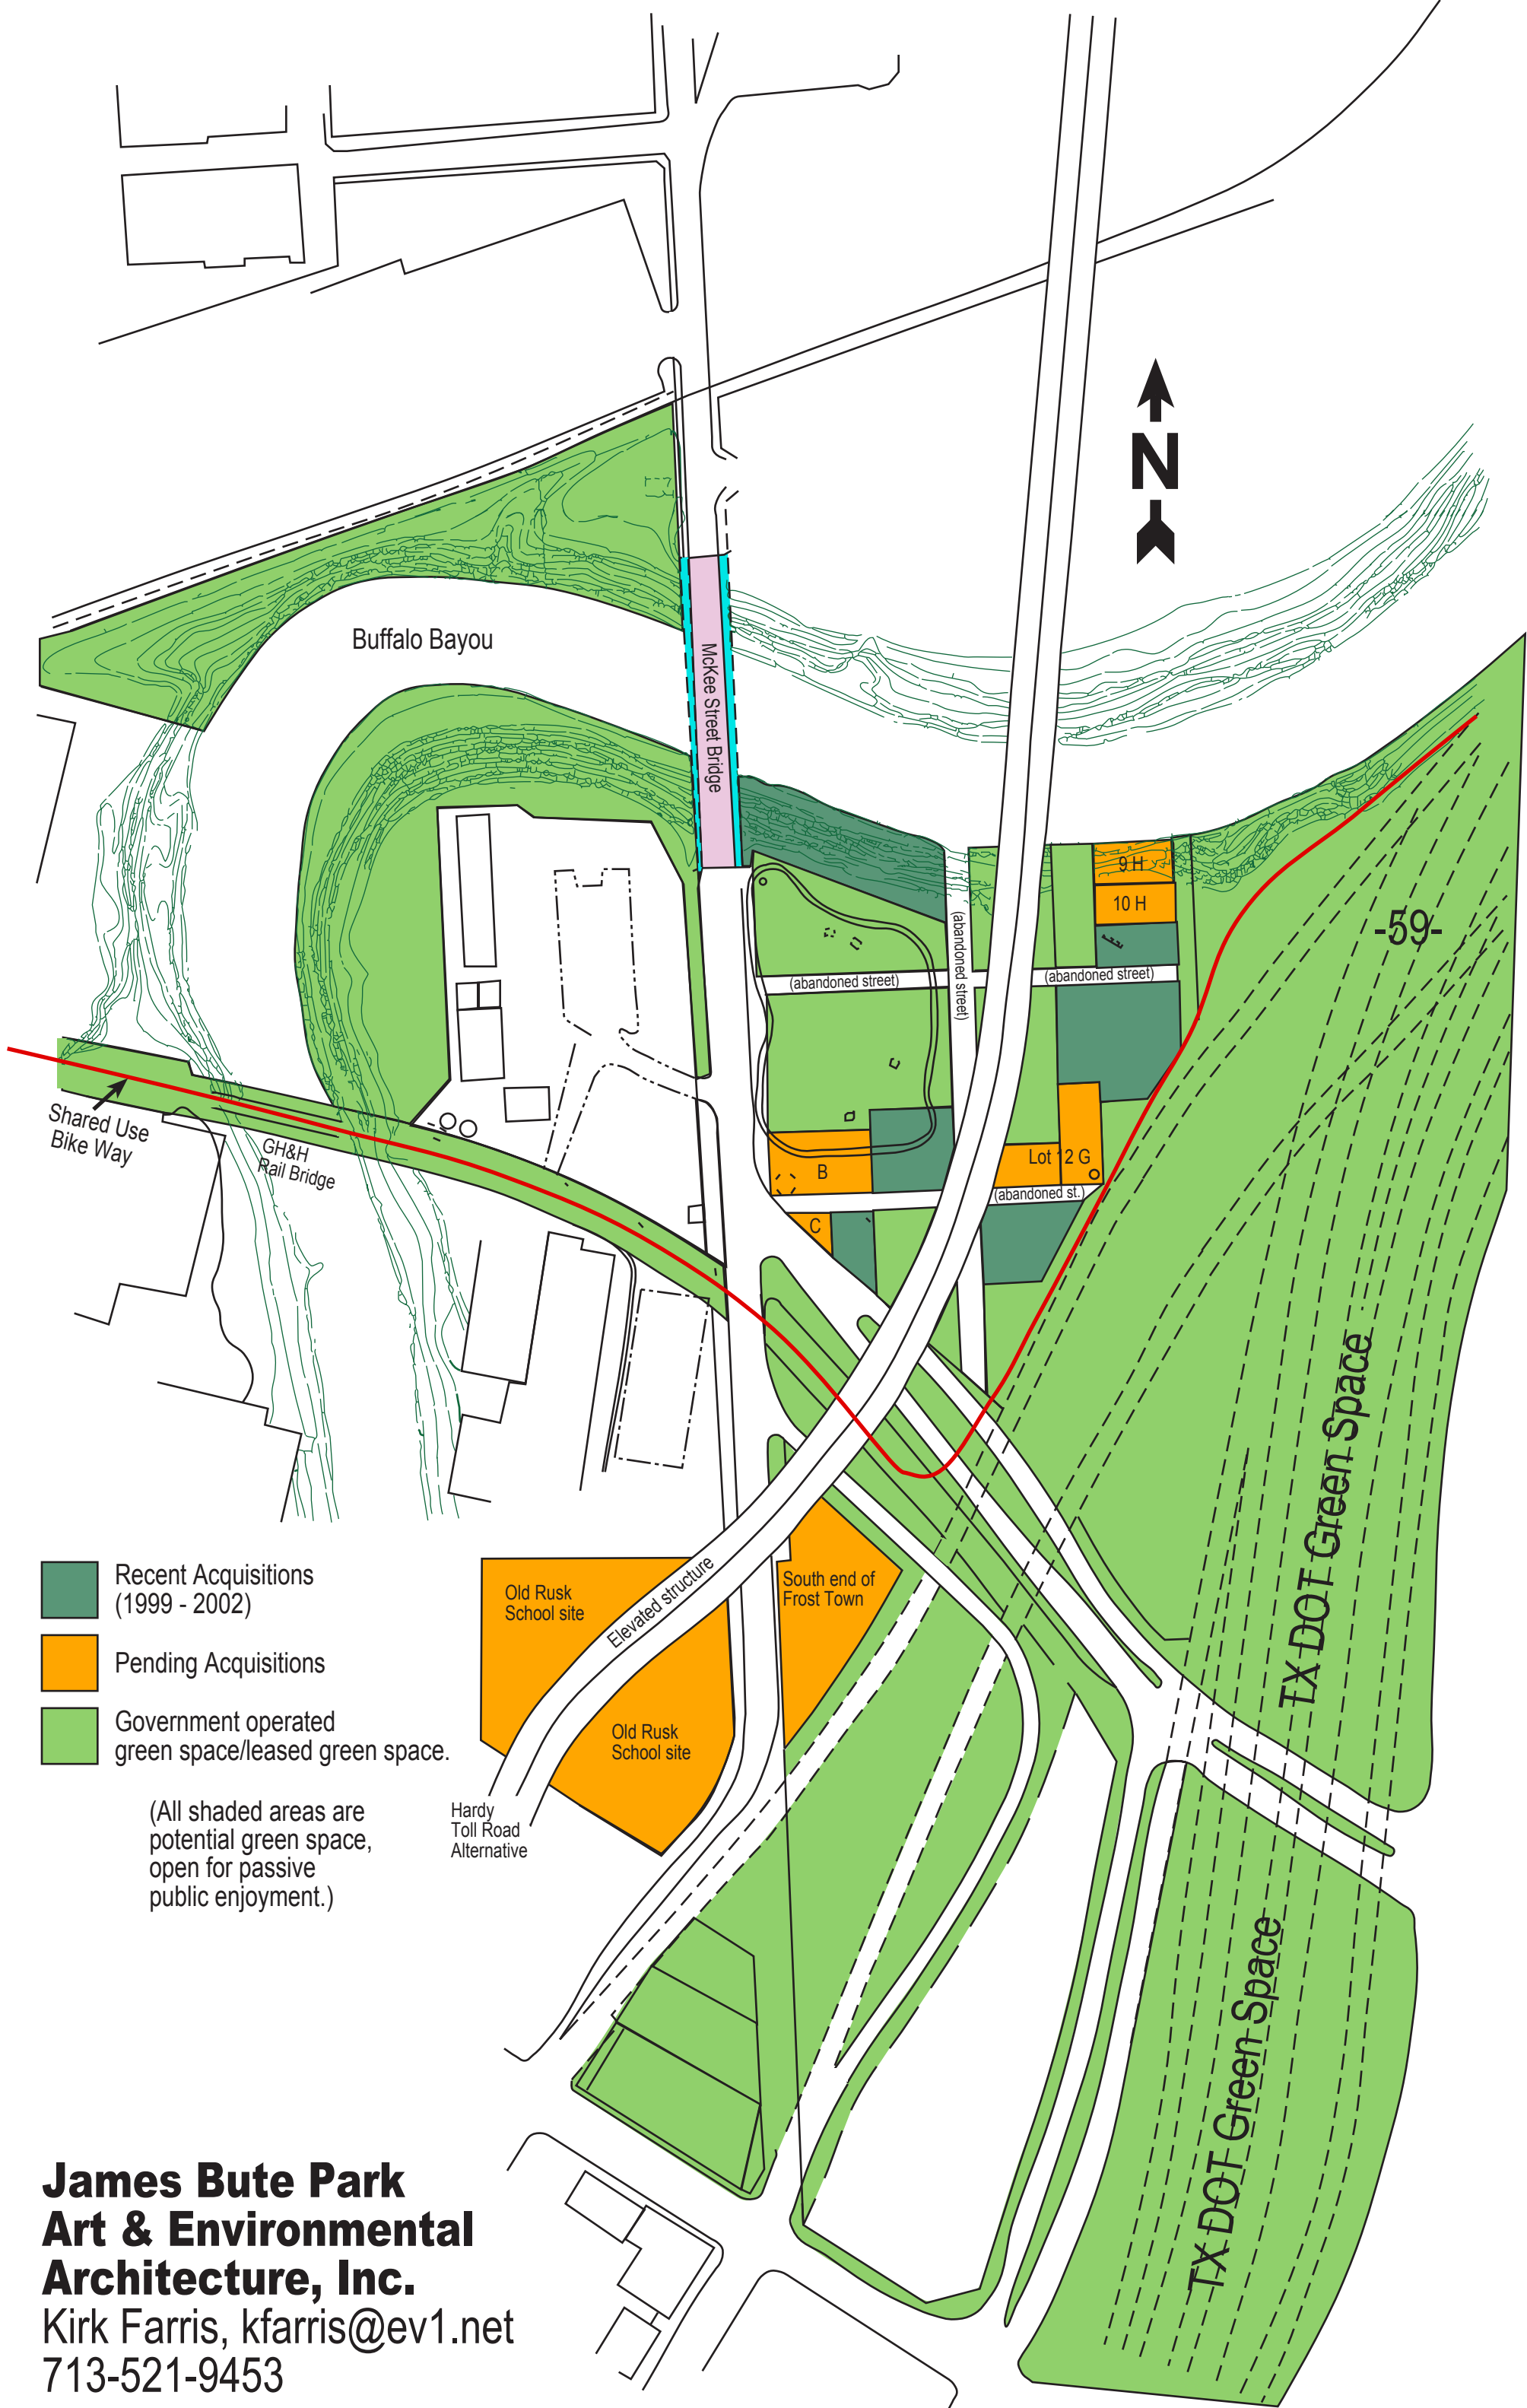 N
Buffalo Bayou
McKee Street Bridge
9 H
10 H
-59-
(abandoned street)
(abandoned street)
(abandoned street)
Shared Use
Bike Way
GH&H
Rail Bridge
B
Lot 12 G
(abandoned st.)
C
TX DOT Green Space
Recent Acquisitions
(1999 - 2002)
Pending Acquisitions
Government operated
green space/leased green space.
(All shaded areas are
potential green space,
open for passive
public enjoyment.)
Old Rusk
School site
Elevated structure
South end of
Frost Town
Old Rusk
School site
Hardy
Toll Road
Alternative
TX DOT Green Space
James Bute Park
Art & Environmental
Architecture, Inc.
Kirk Farris, kfarris@ev1.net
713-521-9453